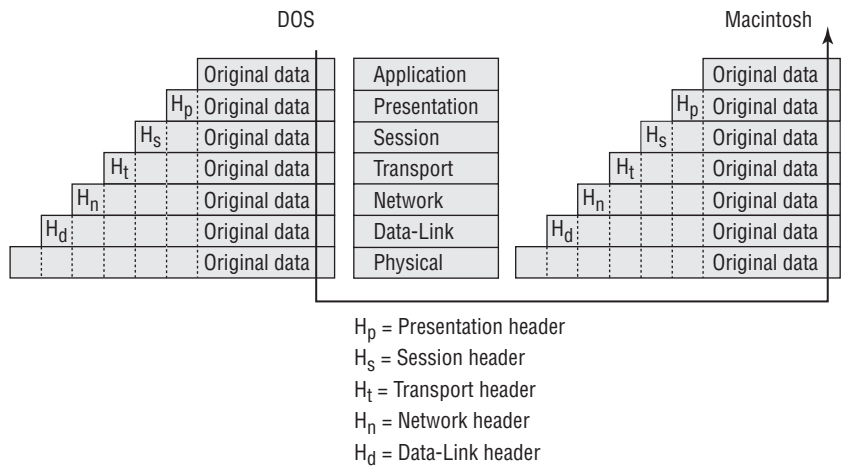 DOS Macintosh
Original data Application Original data
Hp Original data Presentation Hp Original data
Hs Original data Session Hs Original data
Ht Original data Transport Ht Original data
Hn Original data Network Hn Original data
Hd Original data Data-Link Hd Original data
Original data Physical Original data
Hp = Presentation header
Hs = Session header
Ht = Transport header
Hn = Network header
Hd = Data-Link header